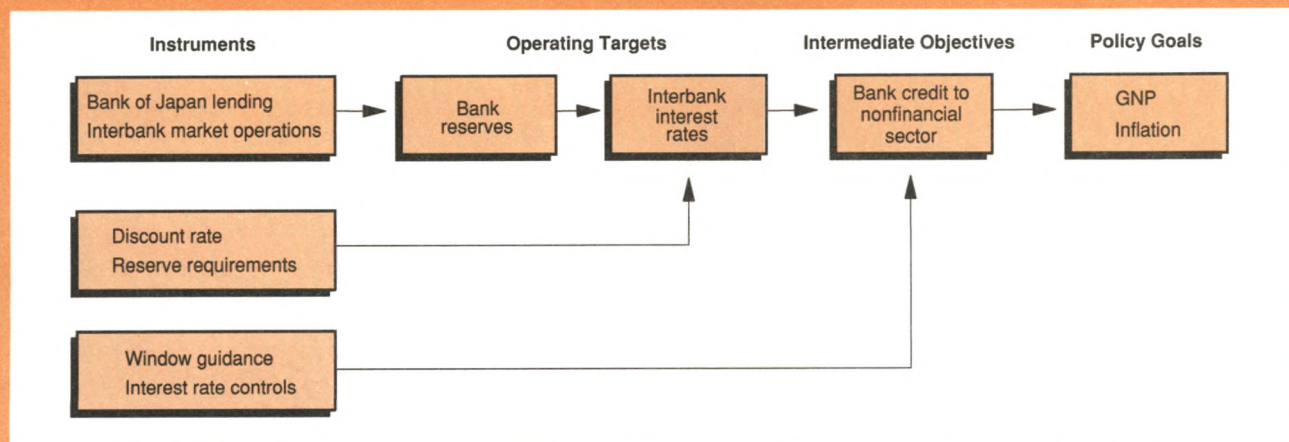 Instruments
Operating Targets
Intermediate Objectives
Policy Goals
Bank of Japan lending
Interbank market operations
Bank
reserves
Interbank
interest
rates
Bank credit to
nonfinancial
sector
GNP
Inflation
Discount rate
Reserve requirements
Window guidance
Interest rate controls